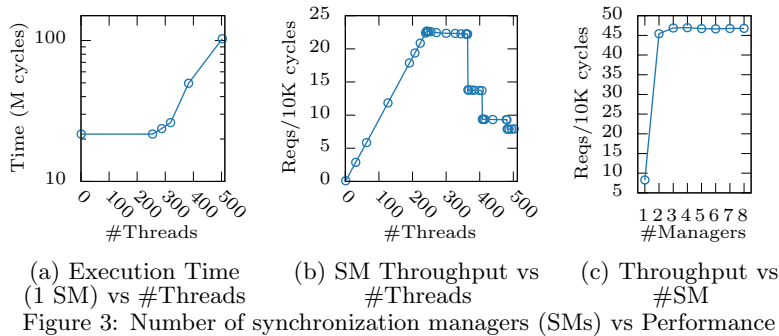 Time (M cycles)
100
10
0 100 200 300 400 500
#Threads
(a) Execution Time
(1 SM) vs #Threads
Reqs/10K cycles
25
20
15
10
5
0
0 100 200 300 400 500
#Threads
(b) SM Throughput vs
#Threads
Reqs/10K cycles
50
45
40
35
30
25
20
15
10
5
1 2 3 4 5 6 7 8
#Managers
(c) Throughput vs
#SM
Figure 3: Number of synchronization managers (SMs) vs Performance